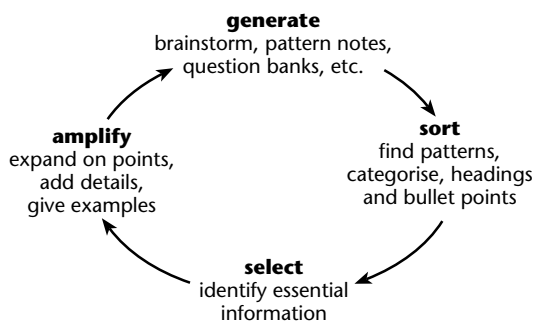 generate
brainstorm, pattern notes,
question banks, etc.
sort
find patterns,
categorise, headings
and bullet points
select
identify essential
information
amplify
expand on points,
add details,
give examples